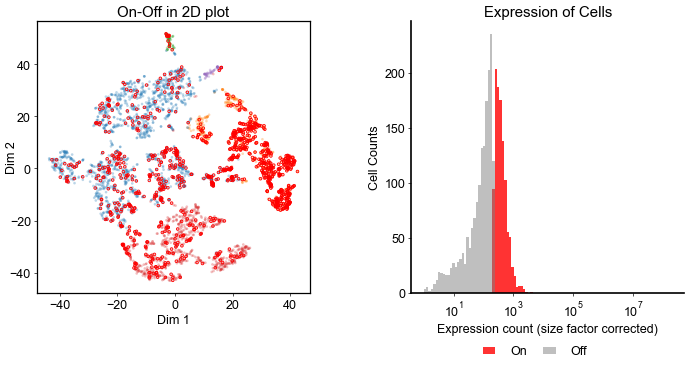 On-Off in 2D plot
Dim 2
40
20
0
−20
−40
−40 −20 0 20 40
Dim 1
Expression of Cells
Cell Counts
200
150
100
50
0
10^1 10^3 10^5 10^7
Expression count (size factor corrected)
On Off